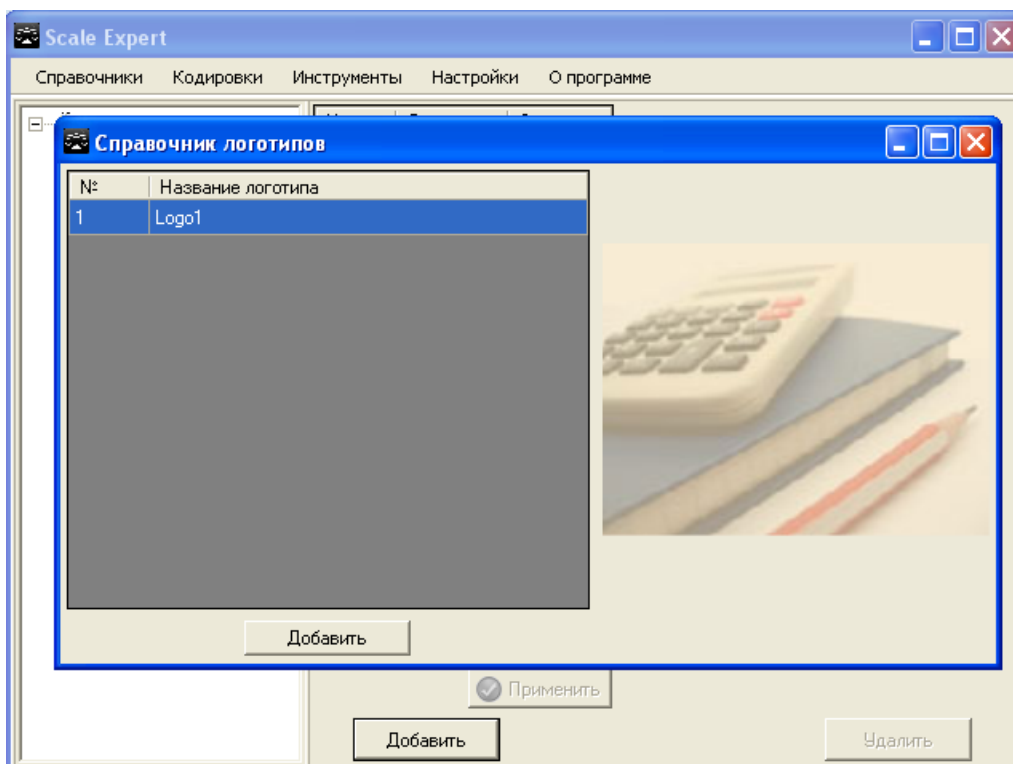 Scale Expert
Справочники Кодировки Инструменты Настройки О программе
Справочник логотипов
№ Название логотипа
1 Logo1
Добавить
Применить
Добавить Удалить